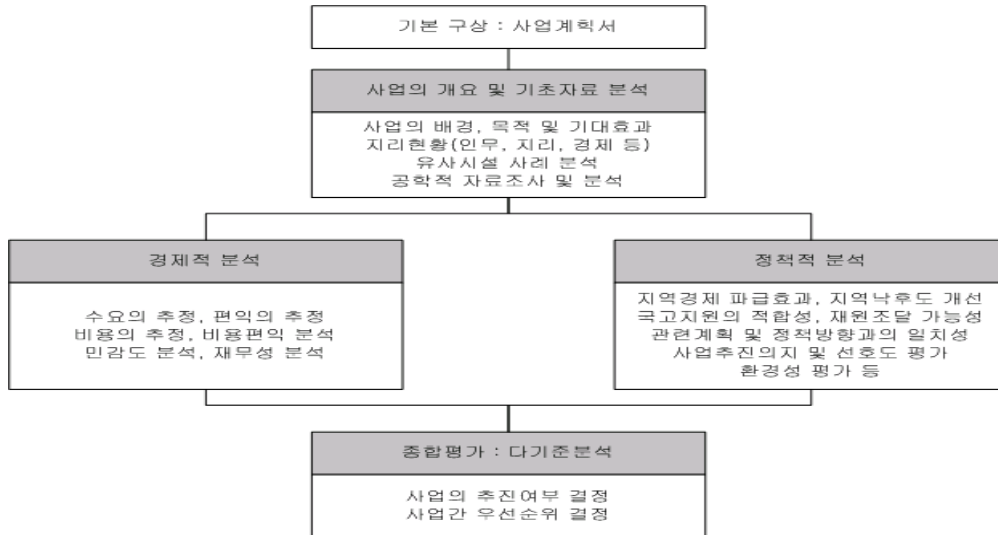 기본 구상 : 사업계획서
사업의 개요 및 기초자료 분석
사업의 배경, 목적 및 기대효과
지리현황(인무, 지리, 경제 등)
유사시설 사례 분석
공학적 자료조사 및 분석
경제적 분석
수요의 추정, 편익의 추정
비용의 추정, 비용편익 분석
민감도 분석, 재무성 분석
정책적 분석
지역경제 파급효과, 지역낙후도 개선
국고지원의 적합성, 재원조달 가능성
관련계획 및 정책방향과의 일치성
사업추진의지 및 선호도 평가
환경성 평가 등
종합평가 : 다기준분석
사업의 추진여부 결정
사업간 우선순위 결정